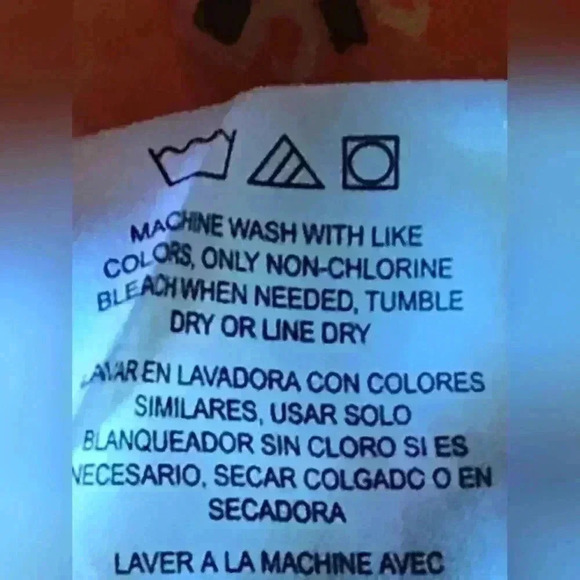 MACHINE WASH WITH LIKE
COLORS, ONLY NON-CHLORINE
BLEACH WHEN NEEDED, TUMBLE
DRY OR LINE DRY
LAVAR EN LAVADORA CON COLORES
SIMILARES, USAR SOLO
BLANQUEADOR SIN CLORO SI ES
NECESARIO, SECAR COLGADO O EN
SECADORA
LAVER A LA MACHINE AVEC